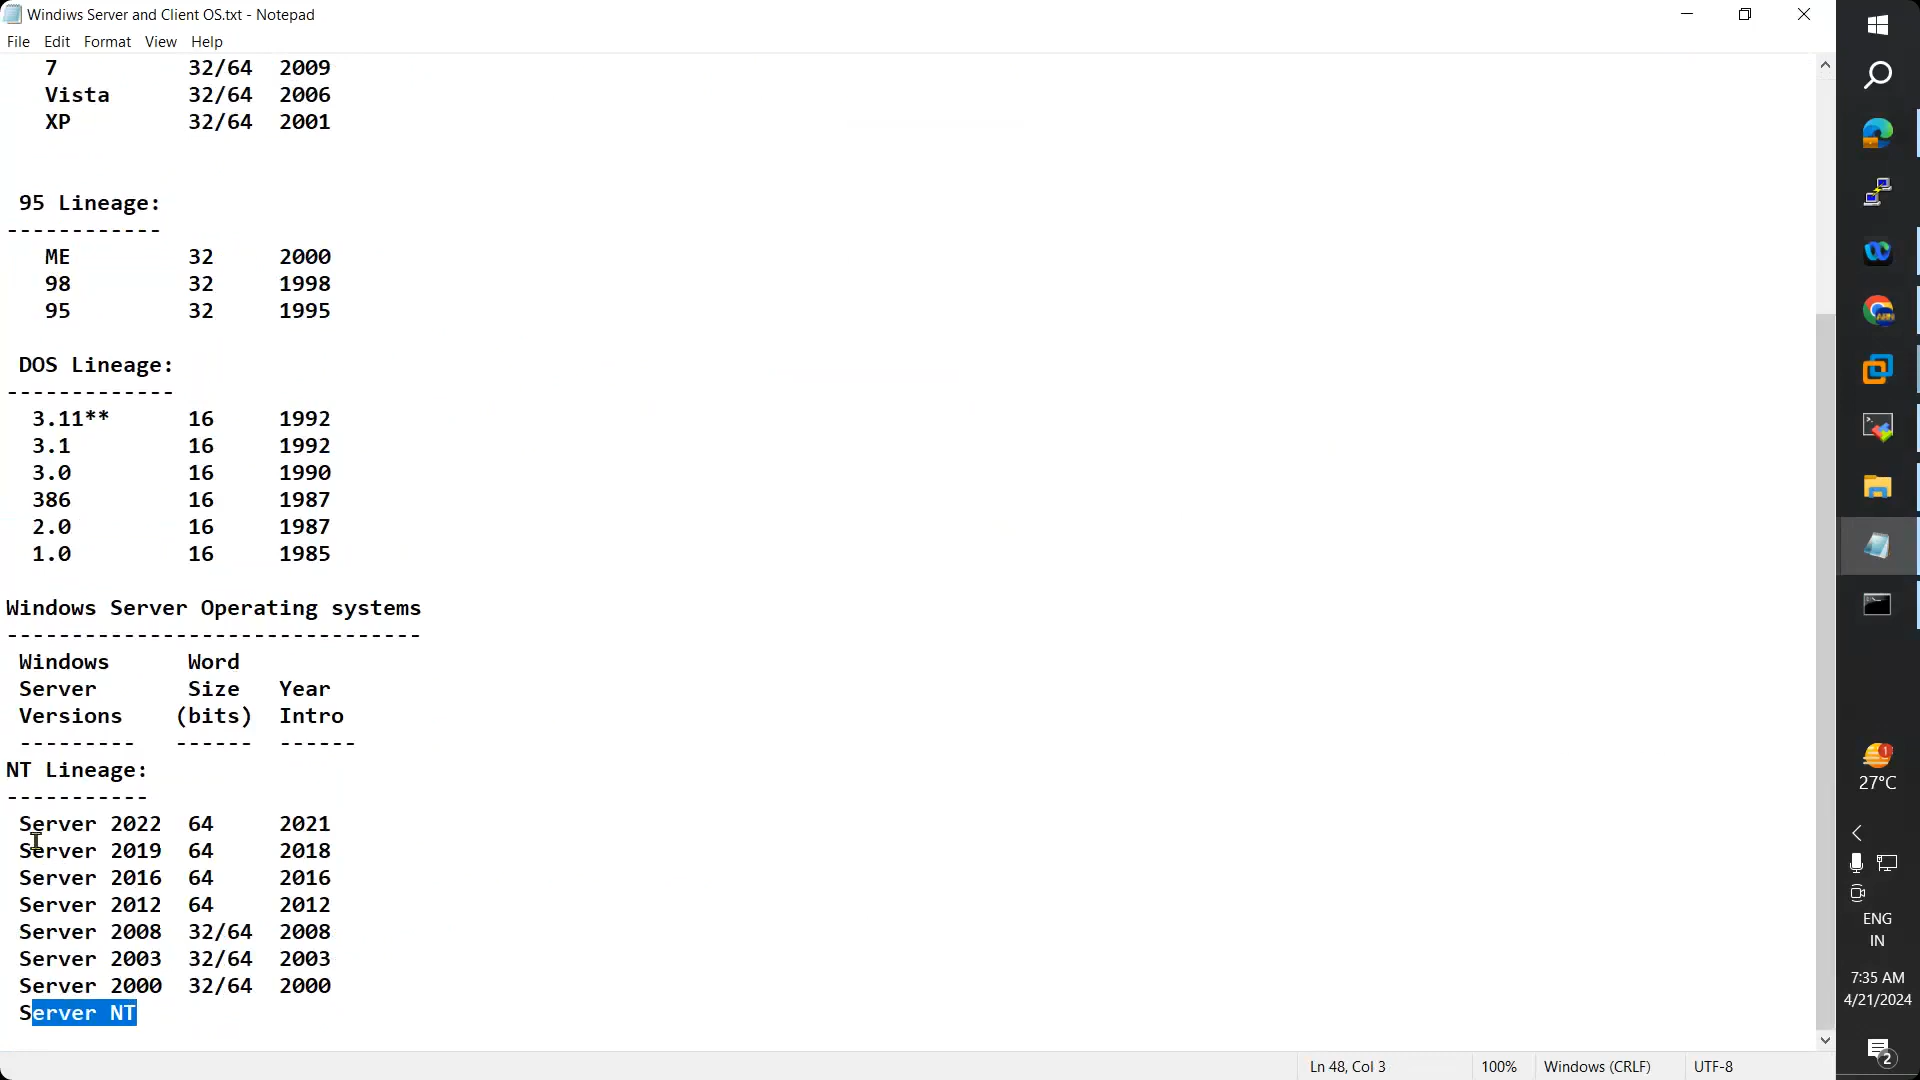 Windiws Server and Client OS.txt - Notepad
File Edit Format View Help
7 32/64 2009
Vista 32/64 2006
XP 32/64 2001
95 Lineage:
------------
ME 32 2000
98 32 1998
95 32 1995
DOS Lineage:
-------------
3.11** 16 1992
3.1 16 1992
3.0 16 1990
386 16 1987
2.0 16 1987
1.0 16 1985
Windows Server Operating systems
--------------------------------
Windows Word
Server Size Year
Versions (bits) Intro
--------- ------ ------
NT Lineage:
-----------
Server 2022 64 2021
Server 2019 64 2018
Server 2016 64 2016
Server 2012 64 2012
Server 2008 32/64 2008
Server 2003 32/64 2003
Server 2000 32/64 2000
Server NT
Ln 48, Col 3 100% Windows (CRLF) UTF-8
1
27°C
ENG
IN
7:35 AM
4/21/2024
2